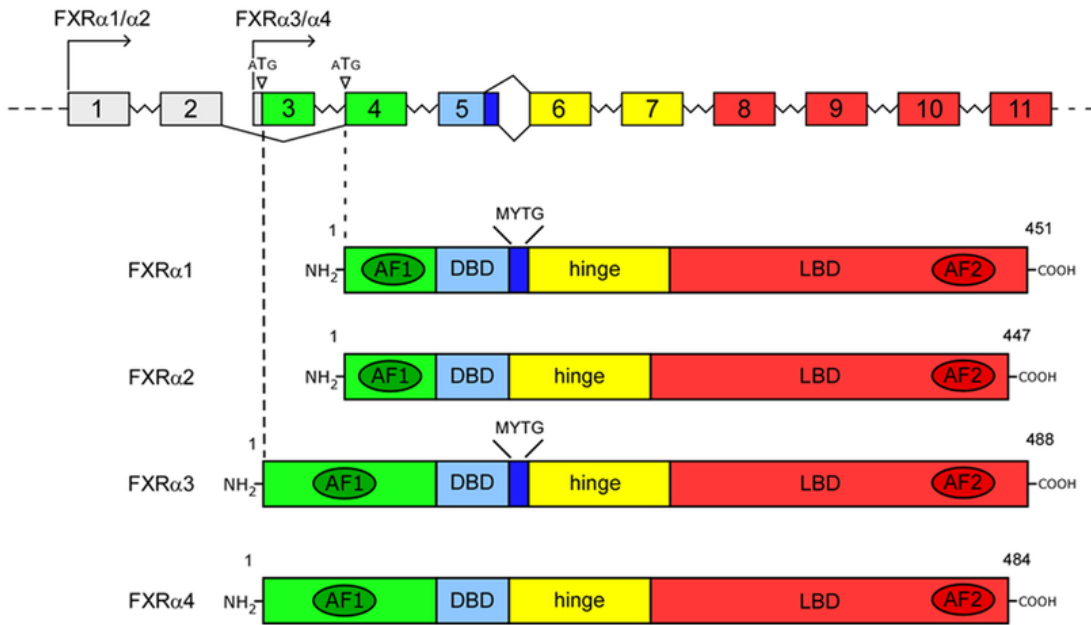 FXRα1/α2 FXRα3/α4
ATG ATG
1 2 3 4 5 6 7 8 9 10 11
MYTG
1 451
FXRα1 NH2 AF1 DBD hinge LBD AF2 COOH
1 447
FXRα2 NH2 AF1 DBD hinge LBD AF2 COOH
MYTG
1 488
FXRα3 NH2 AF1 DBD hinge LBD AF2 COOH
1 484
FXRα4 NH2 AF1 DBD hinge LBD AF2 COOH